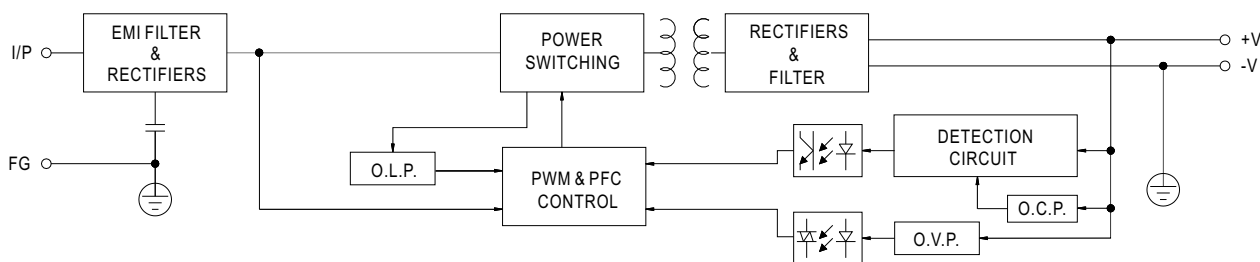 I/P
EMI FILTER
&
RECTIFIERS
POWER
SWITCHING
RECTIFIERS
&
FILTER
+V
-V
FG
O.L.P.
PWM & PFC
CONTROL
DETECTION
CIRCUIT
O.C.P.
O.V.P.